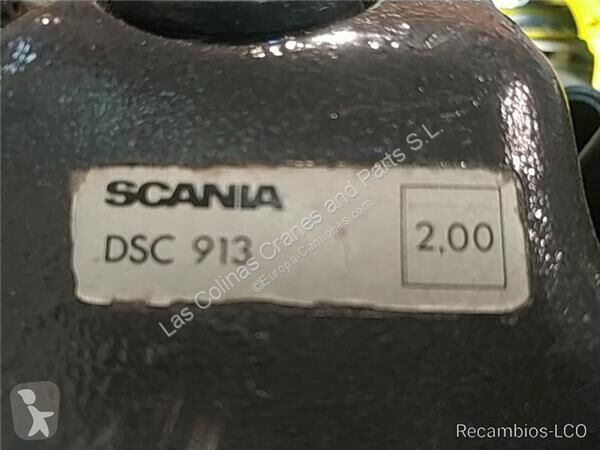 SCANIA
DSC 913
2,00
Las Colinas Cranes and Parts S.L.
©Europa-Camiones.com
Recambios-LCO